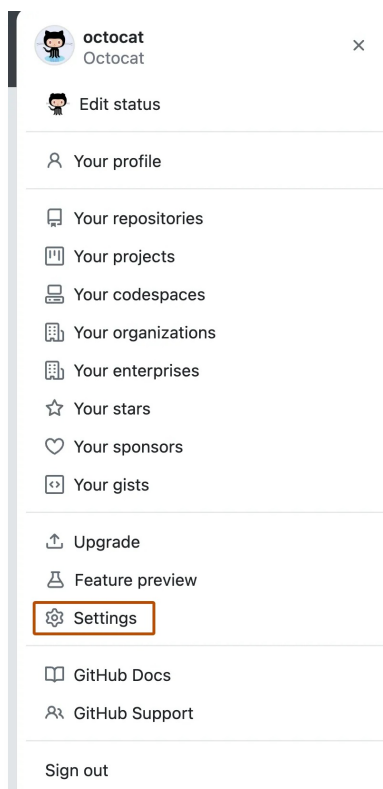 octocat
Octocat
Edit status
Your profile
Your repositories
Your projects
Your codespaces
Your organizations
Your enterprises
Your stars
Your sponsors
Your gists
Upgrade
Feature preview
Settings
GitHub Docs
GitHub Support
Sign out